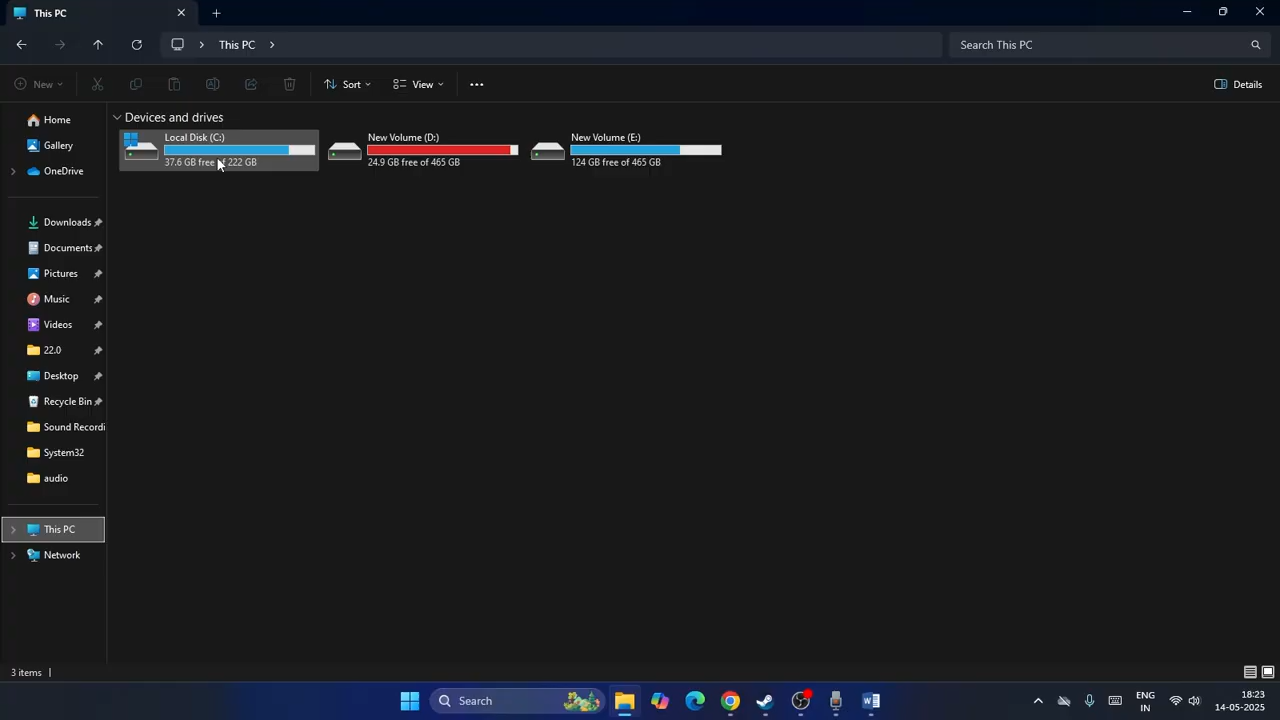 This PC
This PC
Search This PC
New
Sort
View
Details
Home
Gallery
OneDrive
Downloads
Documents
Pictures
Music
Videos
22.0
Desktop
Recycle Bin
Sound Recordi
System32
audio
This PC
Network
Devices and drives
Local Disk (C:)
37.6 GB free of 222 GB
New Volume (D:)
24.9 GB free of 465 GB
New Volume (E:)
124 GB free of 465 GB
3 items
Search
ENG
IN
18:23
14-05-2025